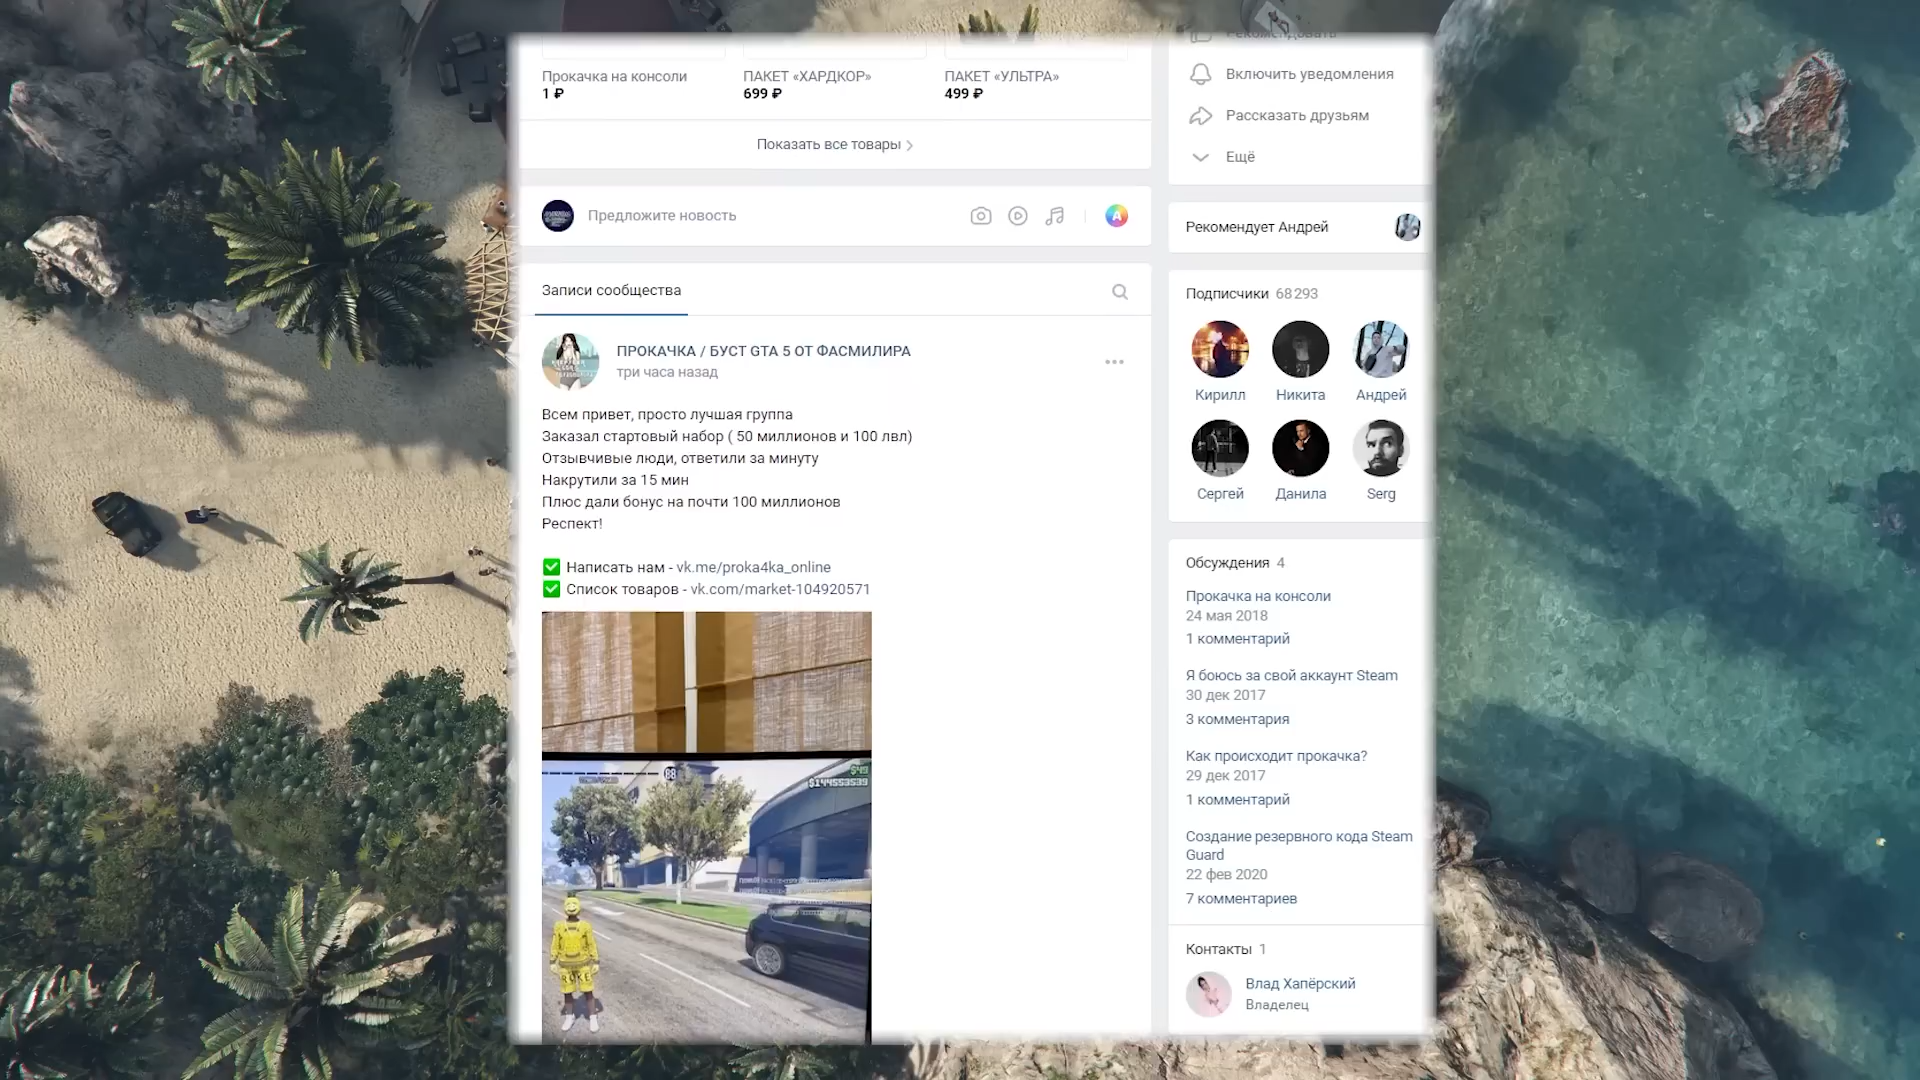 Прокачка на консоли
1 ₽
ПАКЕТ «ХАРДКОР»
699 ₽
ПАКЕТ «УЛЬТРА»
499 ₽
Показать все товары
Предложите новость
Записи сообщества
ПРОКАЧКА / БУСТ GTA 5 ОТ ФАСМИЛИРА
три часа назад
Всем привет, просто лучшая группа
Заказал стартовый набор ( 50 миллионов и 100 лвл)
Отзывчивые люди, ответили за минуту
Накрутили за 15 мин
Плюс дали бонус на почти 100 миллионов
Респект!
Написать нам - vk.me/proka4ka_online
Список товаров - vk.com/market-104920571
88
$144553539
Рекомендовать
Включить уведомления
Рассказать друзьям
Ещё
Рекомендует Андрей
Подписчики 68 293
Кирилл
Никита
Андрей
Сергей
Данила
Serg
Обсуждения 4
Прокачка на консоли
24 мая 2018
1 комментарий
Я боюсь за свой аккаунт Steam
30 дек 2017
3 комментария
Как происходит прокачка?
29 дек 2017
1 комментарий
Создание резервного кода Steam
Guard
22 фев 2020
7 комментариев
Контакты 1
Влад Хапёрский
Владелец